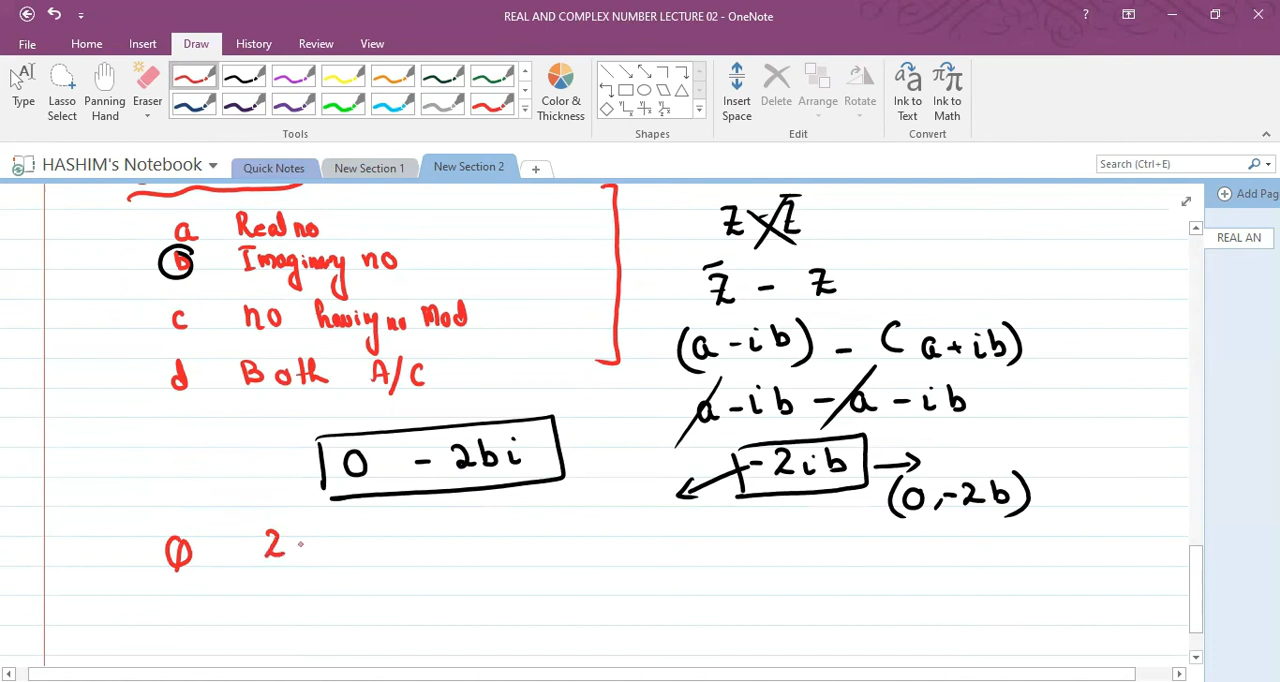 REAL AND COMPLEX NUMBER LECTURE 02 - OneNote
?
File Home Insert Draw History Review View
Type
Lasso Select
Panning Hand
Eraser
Color & Thickness
Insert Space
Delete
Arrange
Rotate
Ink to Text
Ink to Math
Tools
Shapes
Edit
Convert
HASHIM's Notebook
Quick Notes
New Section 1
New Section 2
Search (Ctrl+E)
Add Pag
REAL AN
a Real no
b Imaginary no
c no having no Mod
d Both A/C
0 - 2bi
Q 2
z - z̄
z̄ - z
(a - ib) - (a + ib)
a - ib - a - ib
- 2ib
(0, -2b)